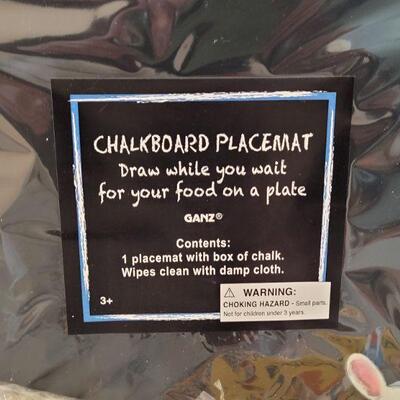 CHALKBOARD PLACEMAT
Draw while you wait
for your food on a plate
GANZ®
Contents:
1 placemat with box of chalk.
Wipes clean with damp cloth.
3+
⚠ WARNING:
CHOKING HAZARD - Small parts.
Not for children under 3 years.